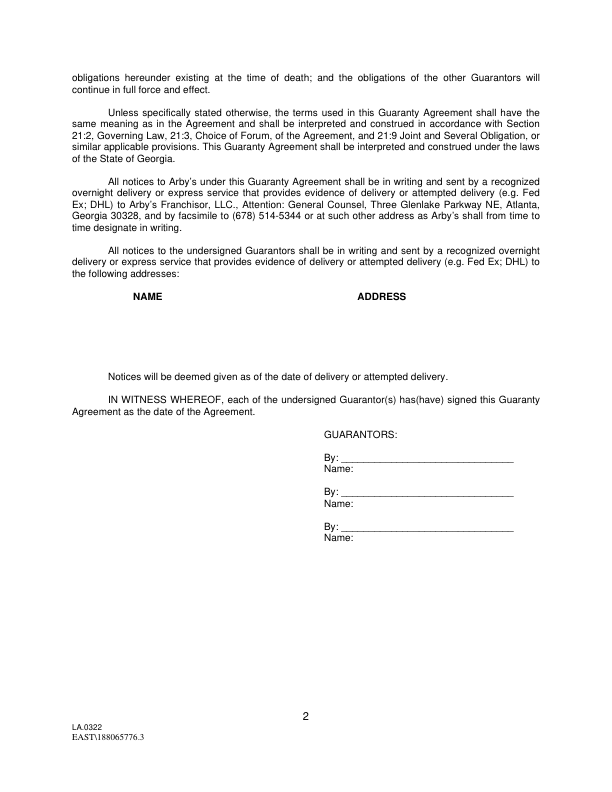 obligations hereunder existing at the time of death; and the obligations of the other Guarantors will
continue in full force and effect.
Unless specifically stated otherwise, the terms used in this Guaranty Agreement shall have the
same meaning as in the Agreement and shall be interpreted and construed in accordance with Section
21:2, Governing Law, 21:3, Choice of Forum, of the Agreement, and 21:9 Joint and Several Obligation, or
similar applicable provisions. This Guaranty Agreement shall be interpreted and construed under the laws
of the State of Georgia.
All notices to Arby's under this Guaranty Agreement shall be in writing and sent by a recognized
overnight delivery or express service that provides evidence of delivery or attempted delivery (e.g. Fed
Ex; DHL) to Arby's Franchisor, LLC., Attention: General Counsel, Three Glenlake Parkway NE, Atlanta,
Georgia 30328, and by facsimile to (678) 514-5344 or at such other address as Arby's shall from time to
time designate in writing.
All notices to the undersigned Guarantors shall be in writing and sent by a recognized overnight
delivery or express service that provides evidence of delivery or attempted delivery (e.g. Fed Ex; DHL) to
the following addresses:
NAME ADDRESS
Notices will be deemed given as of the date of delivery or attempted delivery.
IN WITNESS WHEREOF, each of the undersigned Guarantor(s) has(have) signed this Guaranty
Agreement as the date of the Agreement.
GUARANTORS:
By: _______________________________
Name:
By: _______________________________
Name:
By: _______________________________
Name:
2
LA.0322
EAST\188065776.3